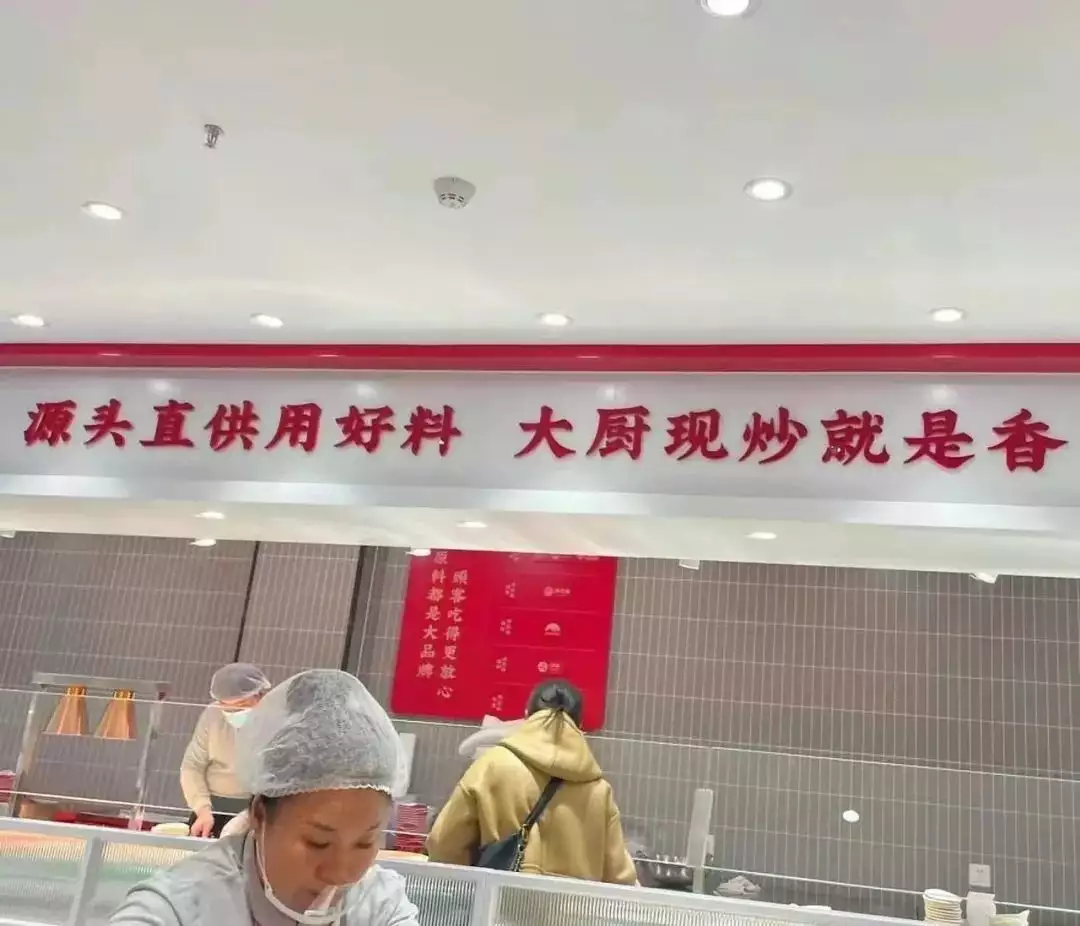 源头直供用好料 大厨现炒就是香
原料都是大品牌
顾客吃得更放心